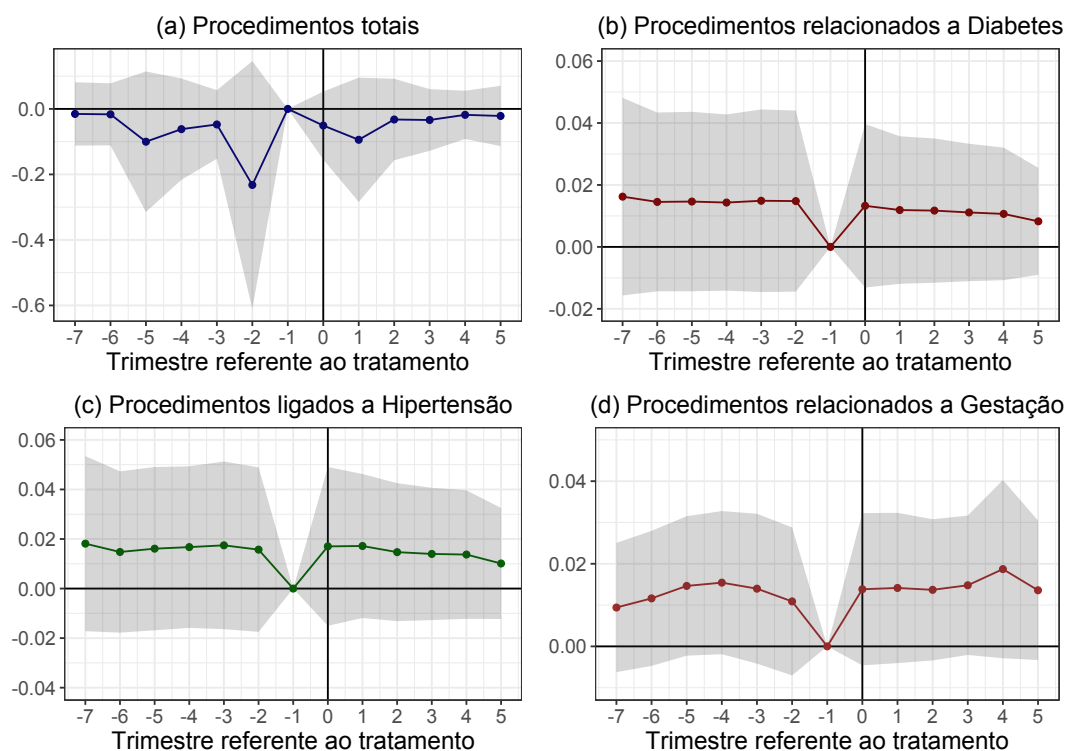 (a) Procedimentos totais
0.0
-0.2
-0.4
-0.6
-7 -6 -5 -4 -3 -2 -1 0 1 2 3 4 5
Trimestre referente ao tratamento
(b) Procedimentos relacionados a Diabetes
0.06
0.04
0.02
0.00
-0.02
-7 -6 -5 -4 -3 -2 -1 0 1 2 3 4 5
Trimestre referente ao tratamento
(c) Procedimentos ligados a Hipertensão
0.06
0.04
0.02
0.00
-0.02
-0.04
-7 -6 -5 -4 -3 -2 -1 0 1 2 3 4 5
Trimestre referente ao tratamento
(d) Procedimentos relacionados a Gestação
0.04
0.02
0.00
-7 -6 -5 -4 -3 -2 -1 0 1 2 3 4 5
Trimestre referente ao tratamento